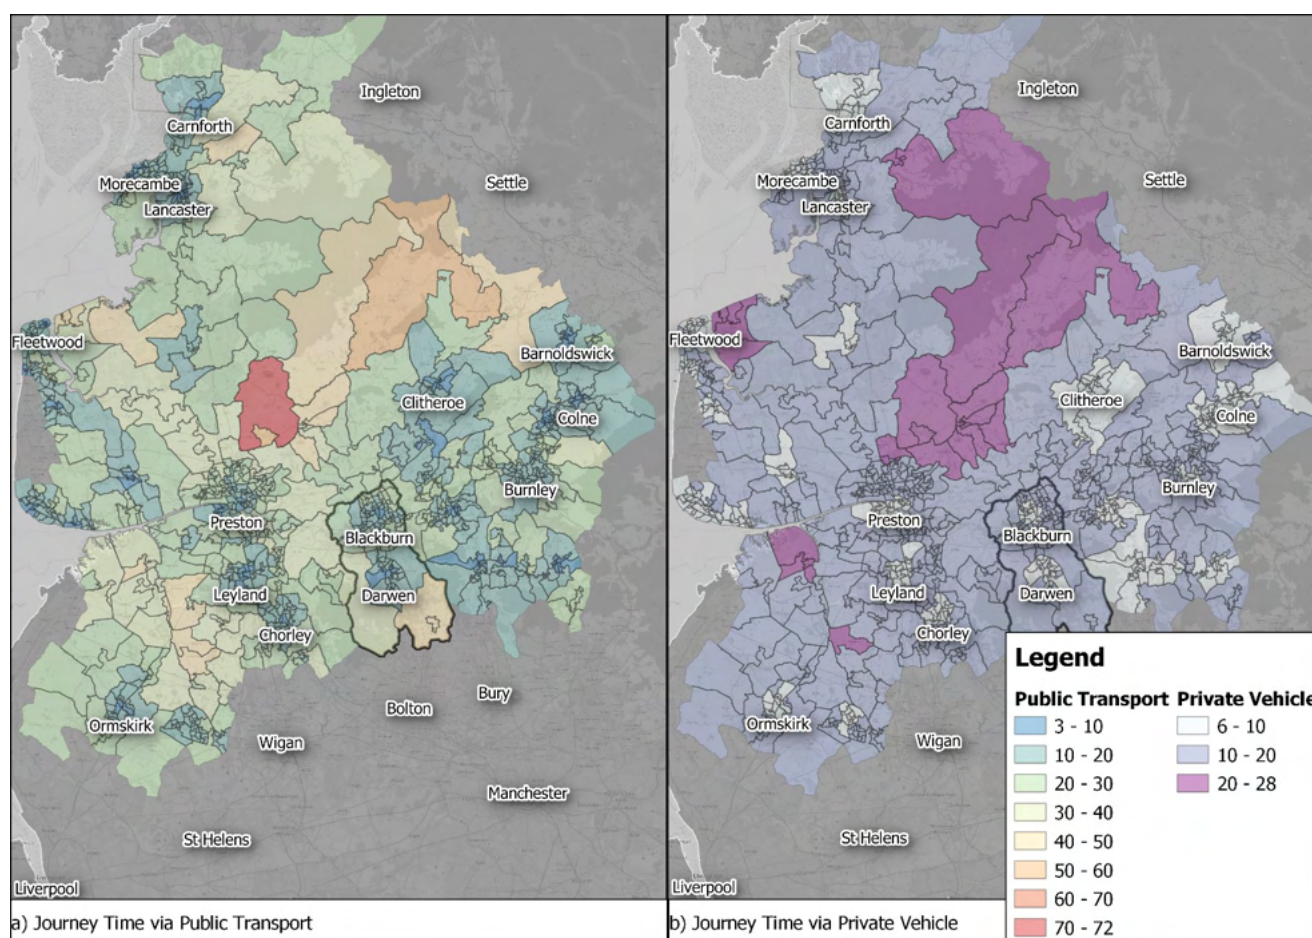 Ingleton
Carnforth
Morecambe
Lancaster
Settle
Fleetwood
Barnoldswick
Clitheroe
Colne
Burnley
Preston
Blackburn
Leyland
Darwen
Chorley
Bury
Bolton
Ormskirk
Wigan
Manchester
St Helens
Liverpool
a) Journey Time via Public Transport
Ingleton
Carnforth
Morecambe
Lancaster
Settle
Fleetwood
Barnoldswick
Clitheroe
Colne
Burnley
Preston
Blackburn
Leyland
Darwen
Chorley
Ormskirk
Wigan
St Helens
Liverpool
b) Journey Time via Private Vehicle
Legend
Public Transport Private Vehicle
3 - 10 6 - 10
10 - 20 10 - 20
20 - 30 20 - 28
30 - 40
40 - 50
50 - 60
60 - 70
70 - 72